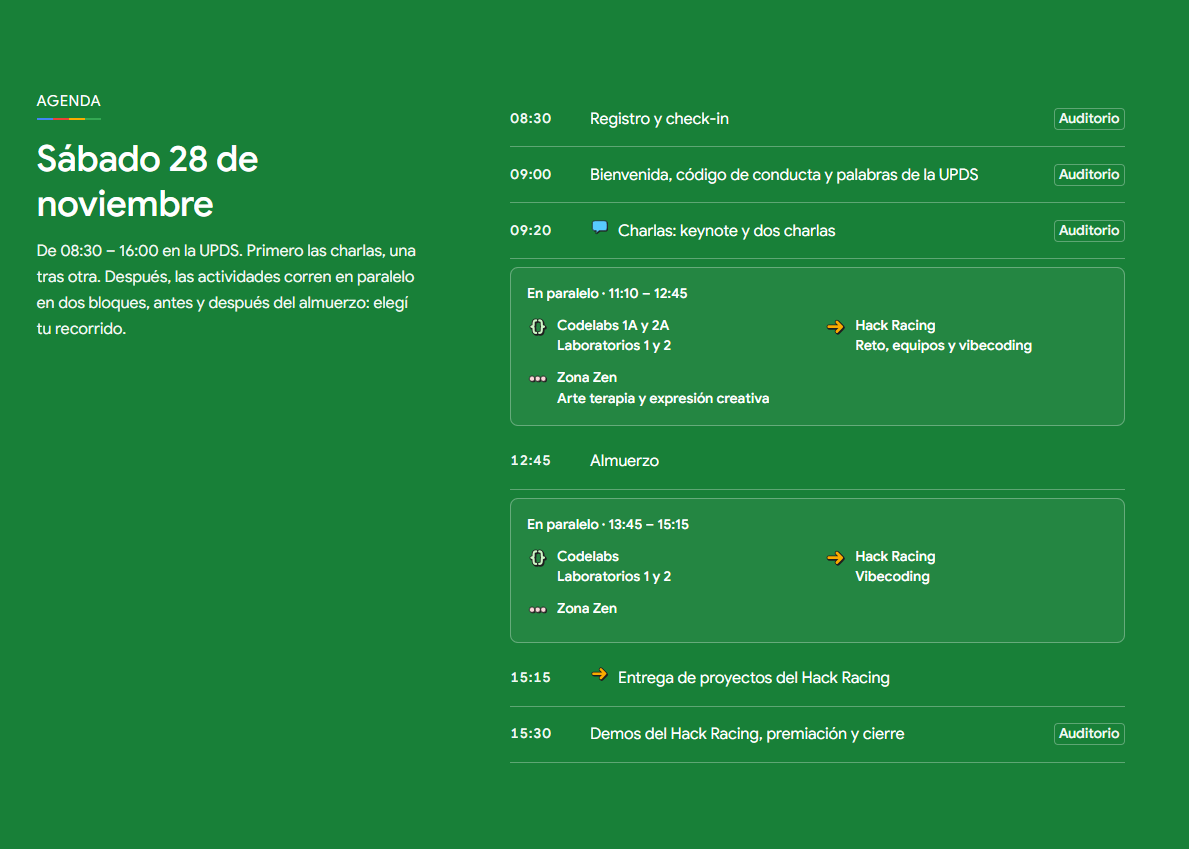 AGENDA
Sábado 28 de
noviembre
De 08:30 – 16:00 en la UPDS. Primero las charlas, una
tras otra. Después, las actividades corren en paralelo
en dos bloques, antes y después del almuerzo: elegí
tu recorrido.
08:30 Registro y check-in Auditorio
09:00 Bienvenida, código de conducta y palabras de la UPDS Auditorio
09:20 Charlas: keynote y dos charlas Auditorio
En paralelo · 11:10 – 12:45
Codelabs 1A y 2A
Laboratorios 1 y 2
Hack Racing
Reto, equipos y vibecoding
Zona Zen
Arte terapia y expresión creativa
12:45 Almuerzo
En paralelo · 13:45 – 15:15
Codelabs
Laboratorios 1 y 2
Hack Racing
Vibecoding
Zona Zen
15:15 Entrega de proyectos del Hack Racing
15:30 Demos del Hack Racing, premiación y cierre Auditorio